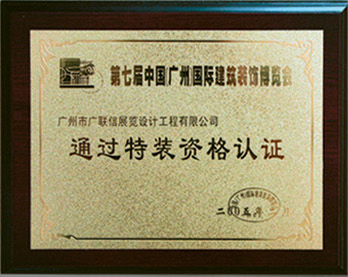 第七届中国(广州)国际建筑装饰博览会
广州市广联信展览设计工程有限公司
通过特装资格认证
二〇〇五年 月